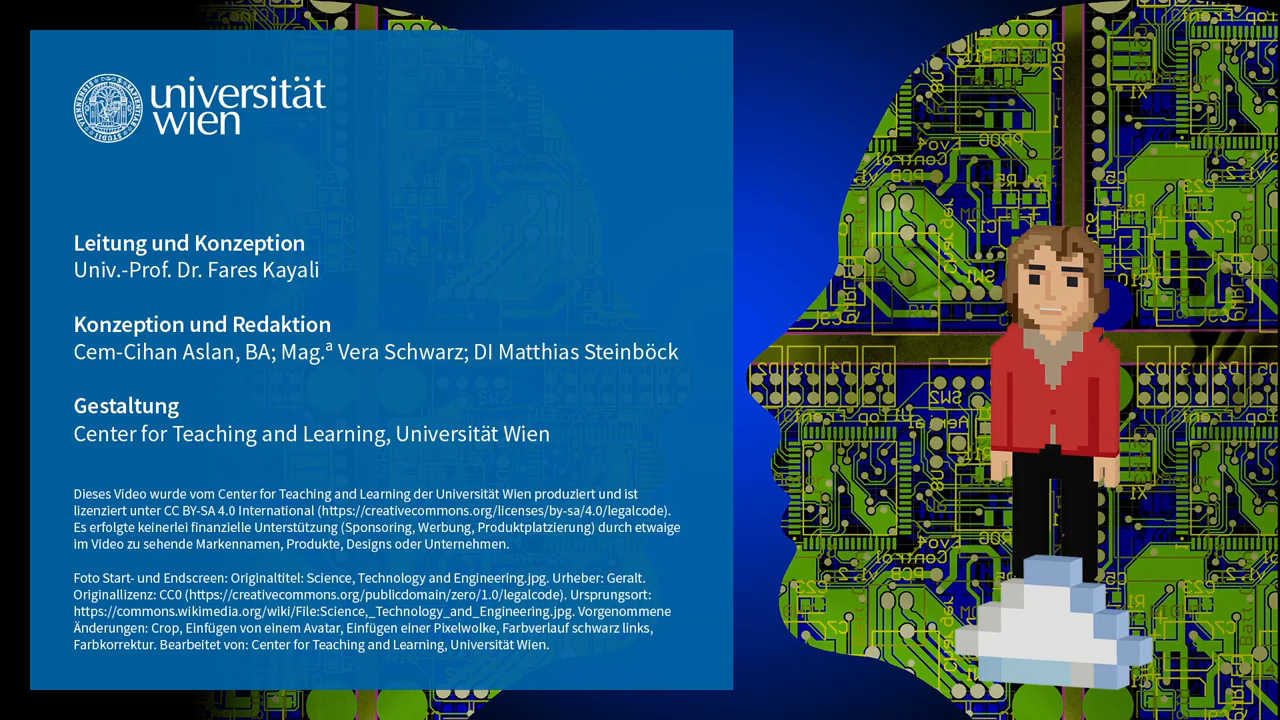 universität
wien
Leitung und Konzeption
Univ.-Prof. Dr. Fares Kayali
Konzeption und Redaktion
Cem-Cihan Aslan, BA; Mag.ª Vera Schwarz; DI Matthias Steinböck
Gestaltung
Center for Teaching and Learning, Universität Wien
Dieses Video wurde vom Center for Teaching and Learning der Universität Wien produziert und ist
lizenziert unter CC BY-SA 4.0 International (https://creativecommons.org/licenses/by-sa/4.0/legalcode).
Es erfolgte keinerlei finanzielle Unterstützung (Sponsoring, Werbung, Produktplatzierung) durch etwaige
im Video zu sehende Markennamen, Produkte, Designs oder Unternehmen.
Foto Start- und Endscreen: Originaltitel: Science, Technology and Engineering.jpg. Urheber: Geralt.
Originallizenz: CC0 (https://creativecommons.org/publicdomain/zero/1.0/legalcode). Ursprungsort:
https://commons.wikimedia.org/wiki/File:Science,_Technology_and_Engineering.jpg. Vorgenommene
Änderungen: Crop, Einfügen von einem Avatar, Einfügen einer Pixelwolke, Farbverlauf schwarz links,
Farbkorrektur. Bearbeitet von: Center for Teaching and Learning, Universität Wien.